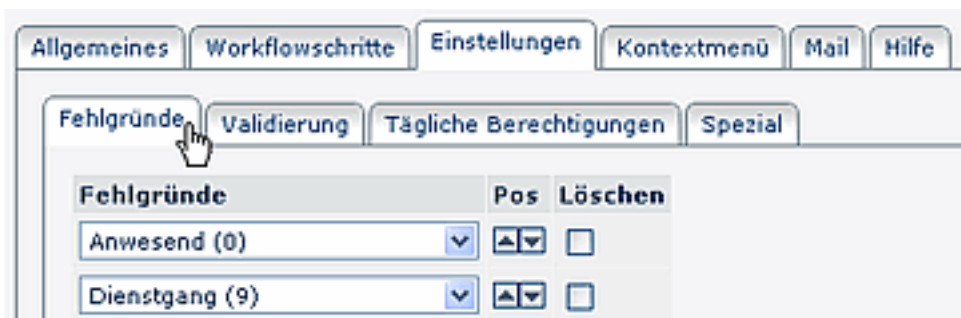 Allgemeines Workflowschritte Einstellungen Kontextmenü Mail Hilfe
Fehlgründe Validierung Tägliche Berechtigungen Spezial
Fehlgründe Pos Löschen
Anwesend (0)
Dienstgang (9)